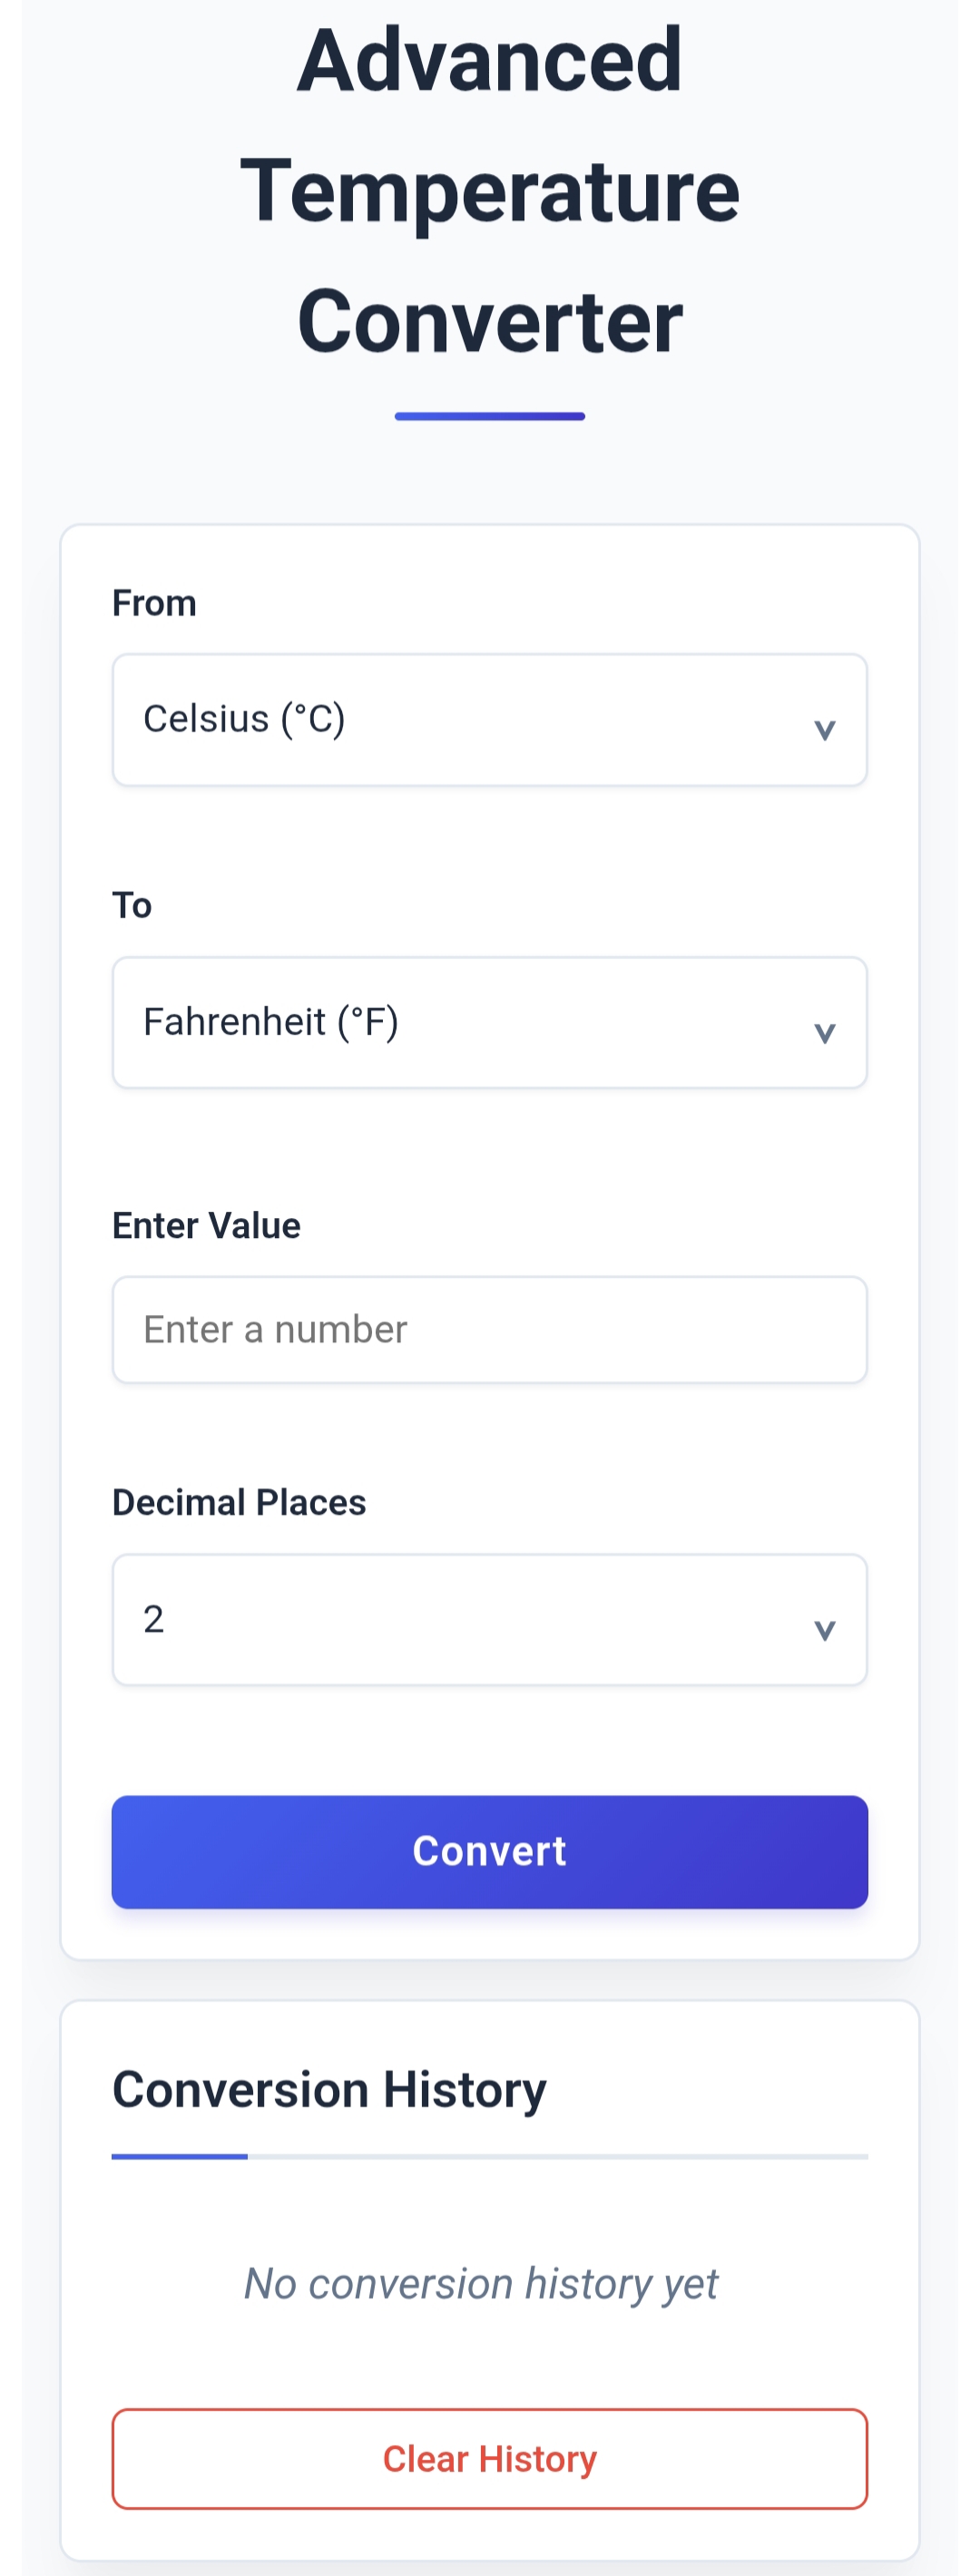 Advanced
Temperature
Converter
From
Celsius (°C)
To
Fahrenheit (°F)
Enter Value
Enter a number
Decimal Places
2
Convert
Conversion History
No conversion history yet
Clear History